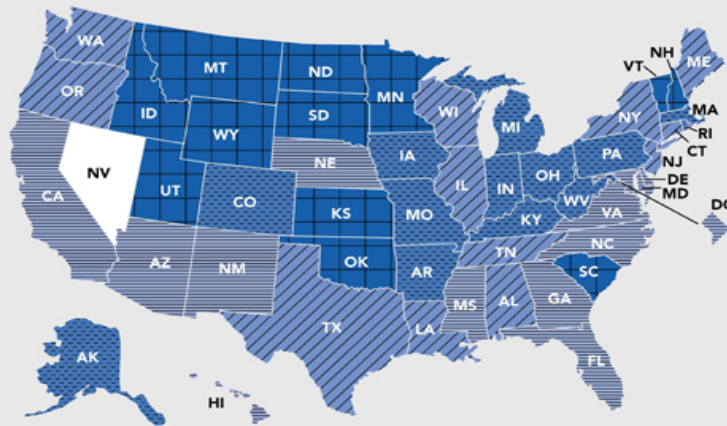 WA
OR
CA
NV
ID
MT
WY
UT
AZ
CO
NM
ND
SD
NE
KS
OK
TX
MN
IA
MO
AR
LA
WI
IL
MI
IN
OH
KY
TN
MS
AL
GA
FL
SC
NC
VA
WV
PA
NY
VT
NH
ME
MA
RI
CT
NJ
DE
MD
DC
AK
HI